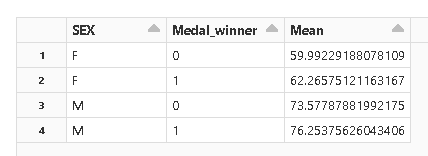 SEX Medal_winner Mean
1 F 0 59.99229188078109
2 F 1 62.26575121163167
3 M 0 73.57787881992175
4 M 1 76.25375626043406